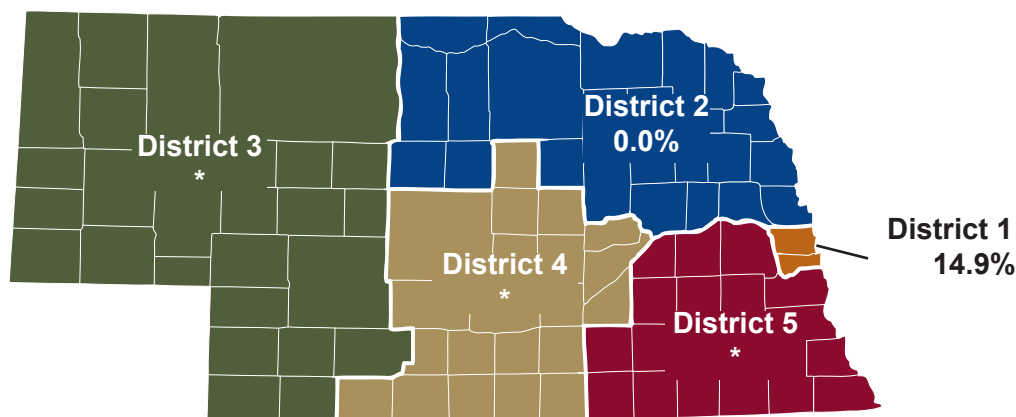 District 3
*
District 2
0.0%
District 1
14.9%
District 4
*
District 5
*